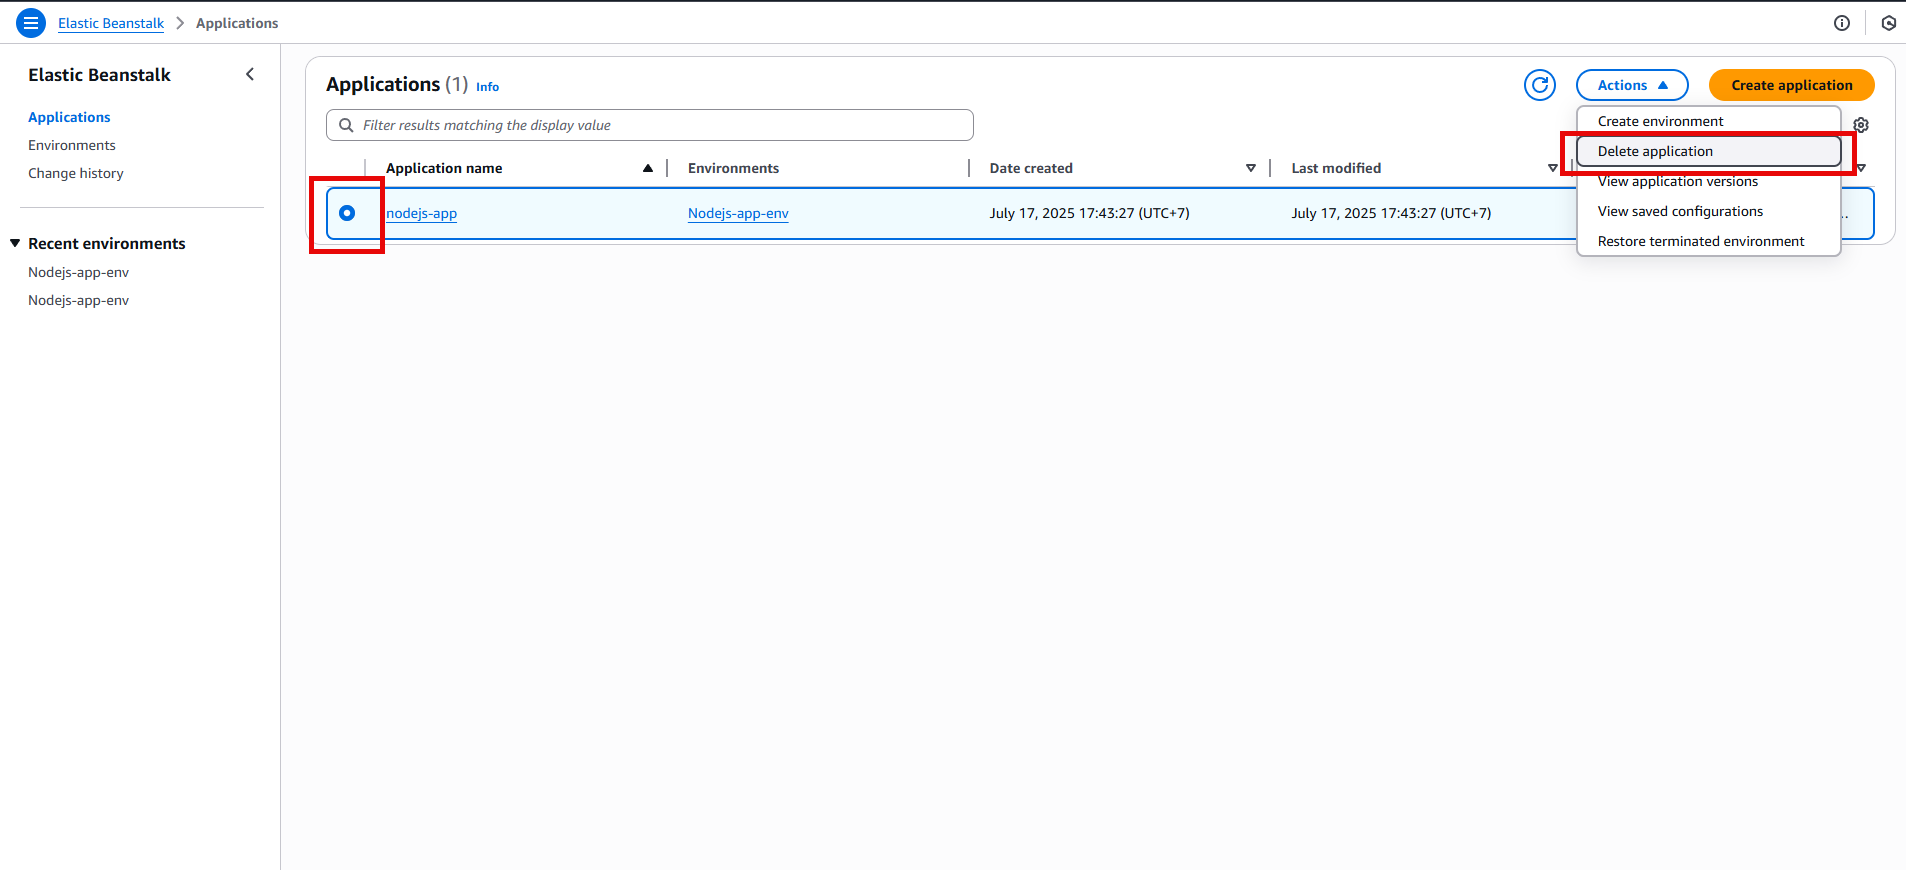 Elastic Beanstalk > Applications
Elastic Beanstalk
Applications
Environments
Change history
Recent environments
Nodejs-app-env
Nodejs-app-env
Applications (1) Info
Actions
Create application
Filter results matching the display value
Create environment
Delete application
View application versions
View saved configurations
Restore terminated environment
Application name Environments Date created Last modified
nodejs-app Nodejs-app-env July 17, 2025 17:43:27 (UTC+7) July 17, 2025 17:43:27 (UTC+7) ..